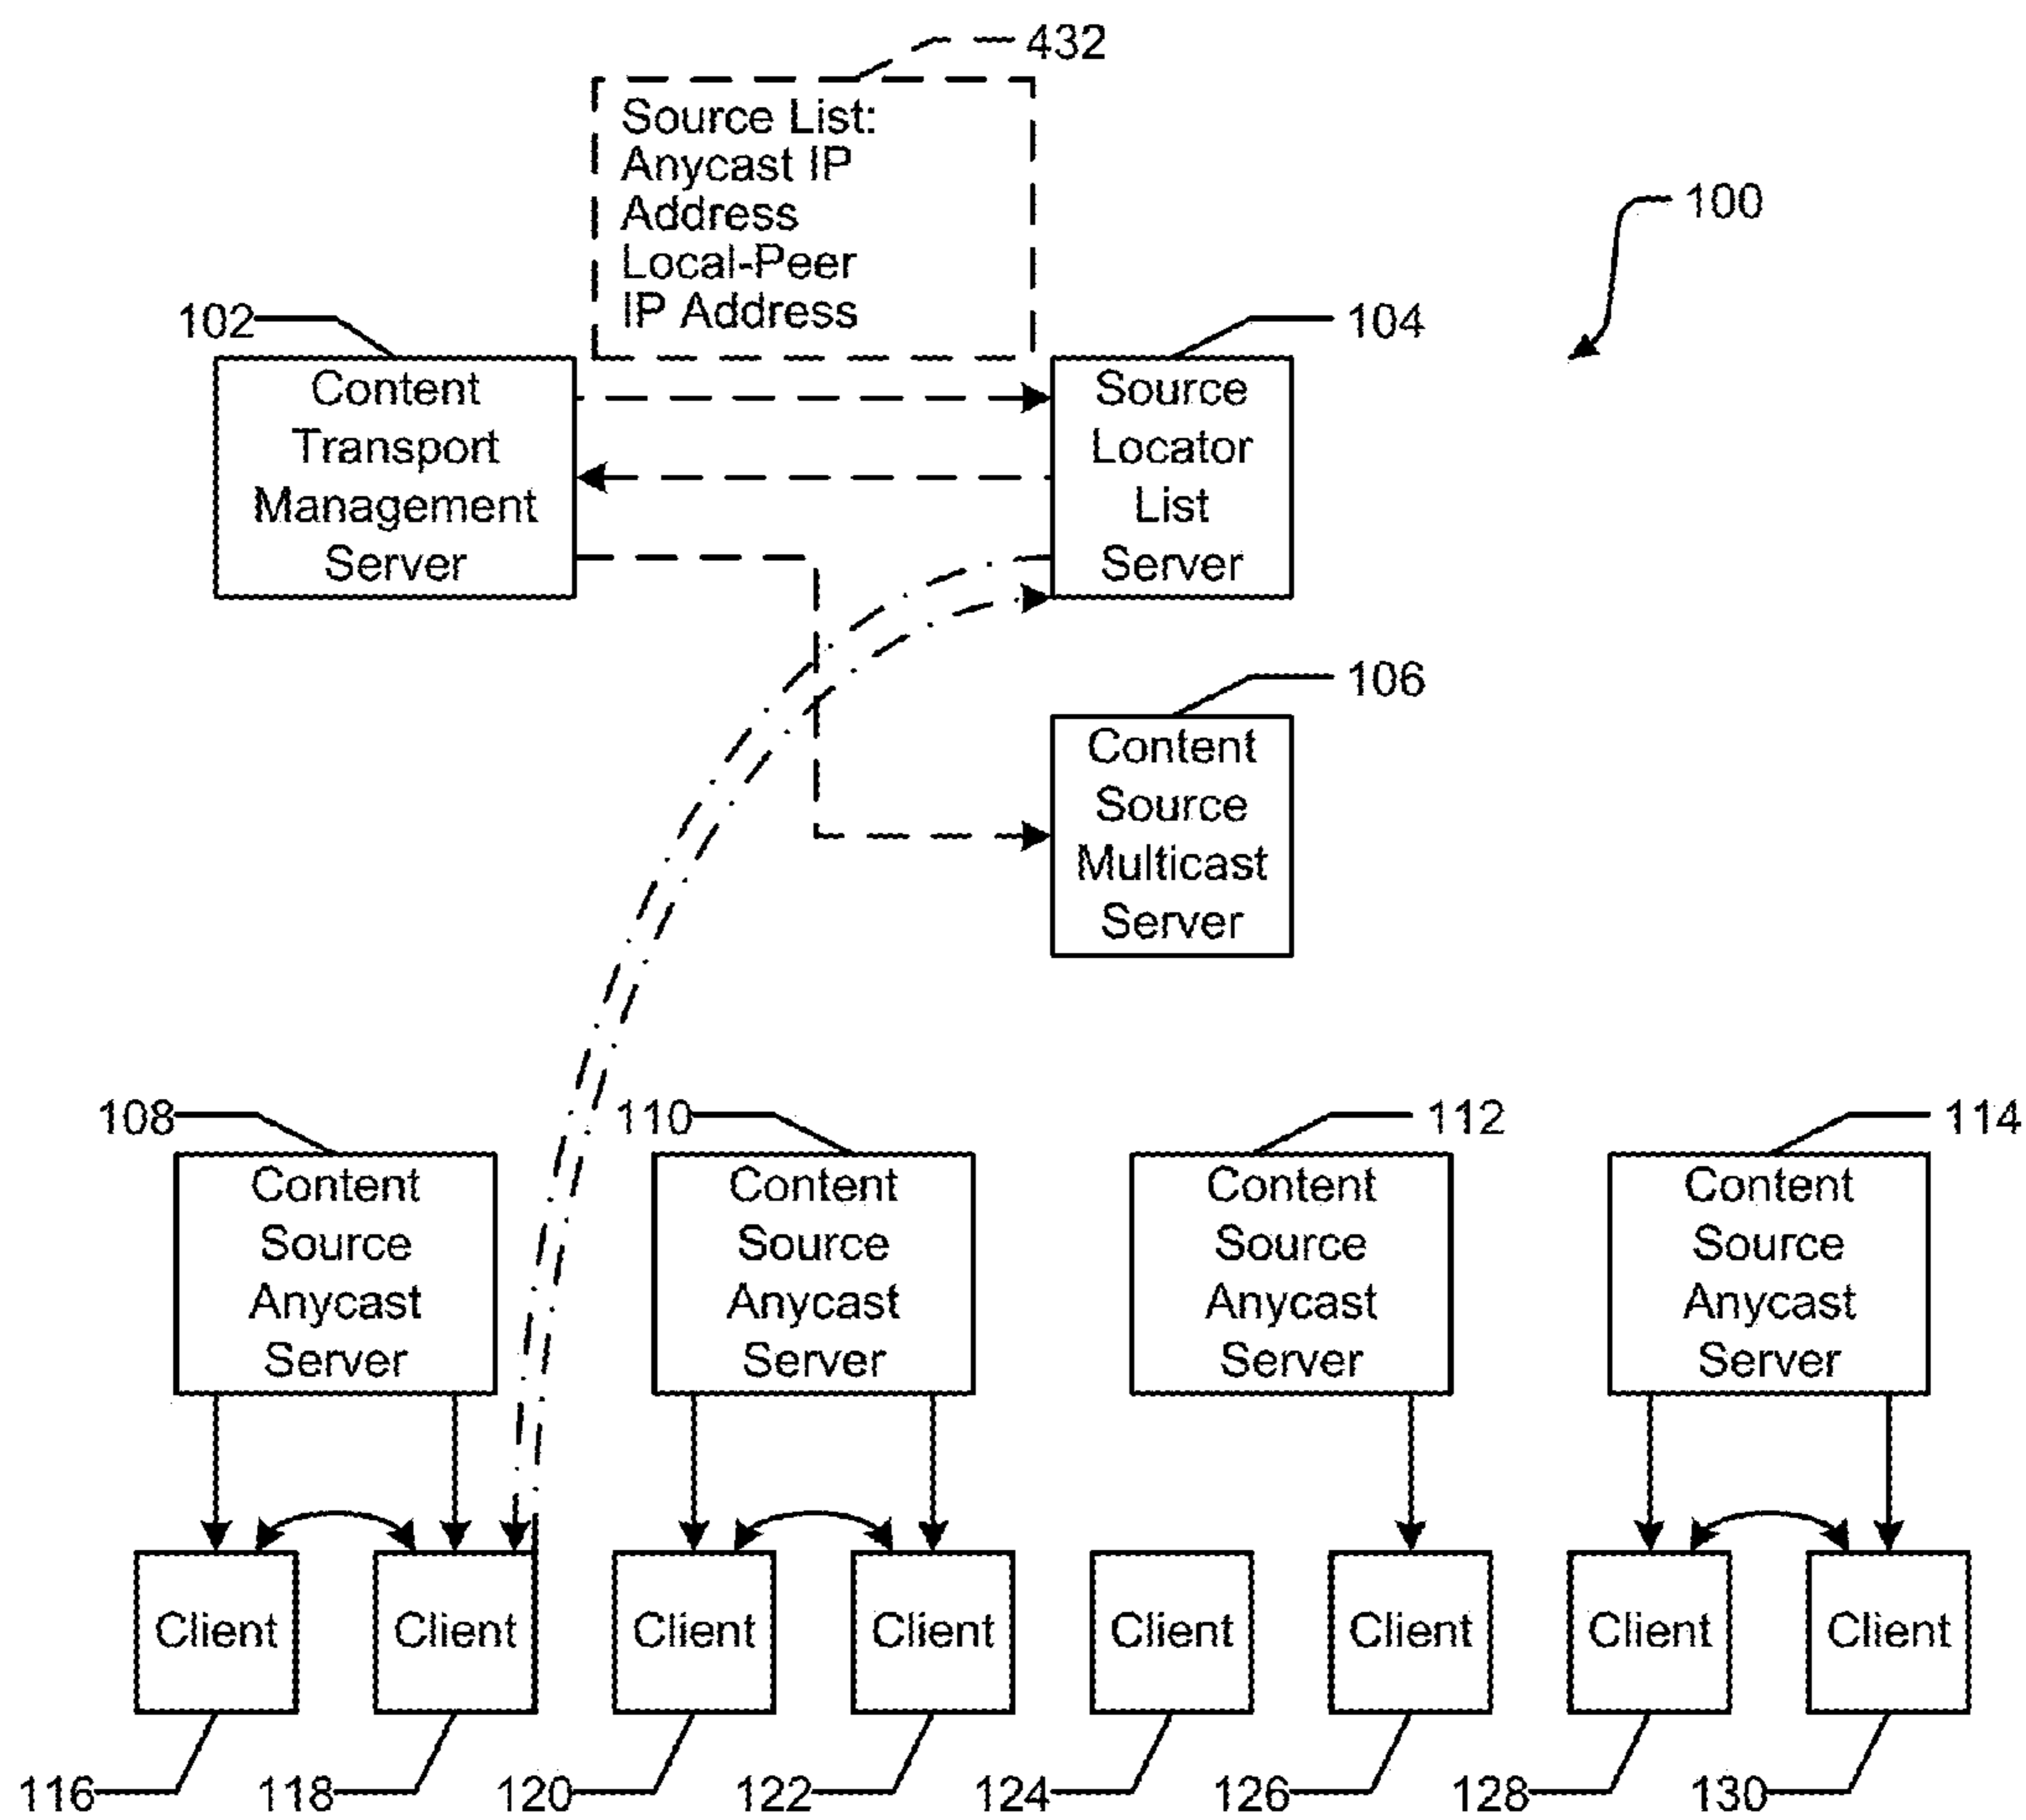 432
Source List:
Anycast IP
Address
Local-Peer
IP Address
100
102
104
Content
Transport
Management
Server
Source
Locator
List
Server
106
Content
Source
Multicast
Server
108
110
112
114
Content
Source
Anycast
Server
Content
Source
Anycast
Server
Content
Source
Anycast
Server
Content
Source
Anycast
Server
Client
Client
Client
Client
Client
Client
Client
Client
116
118
120
122
124
126
128
130